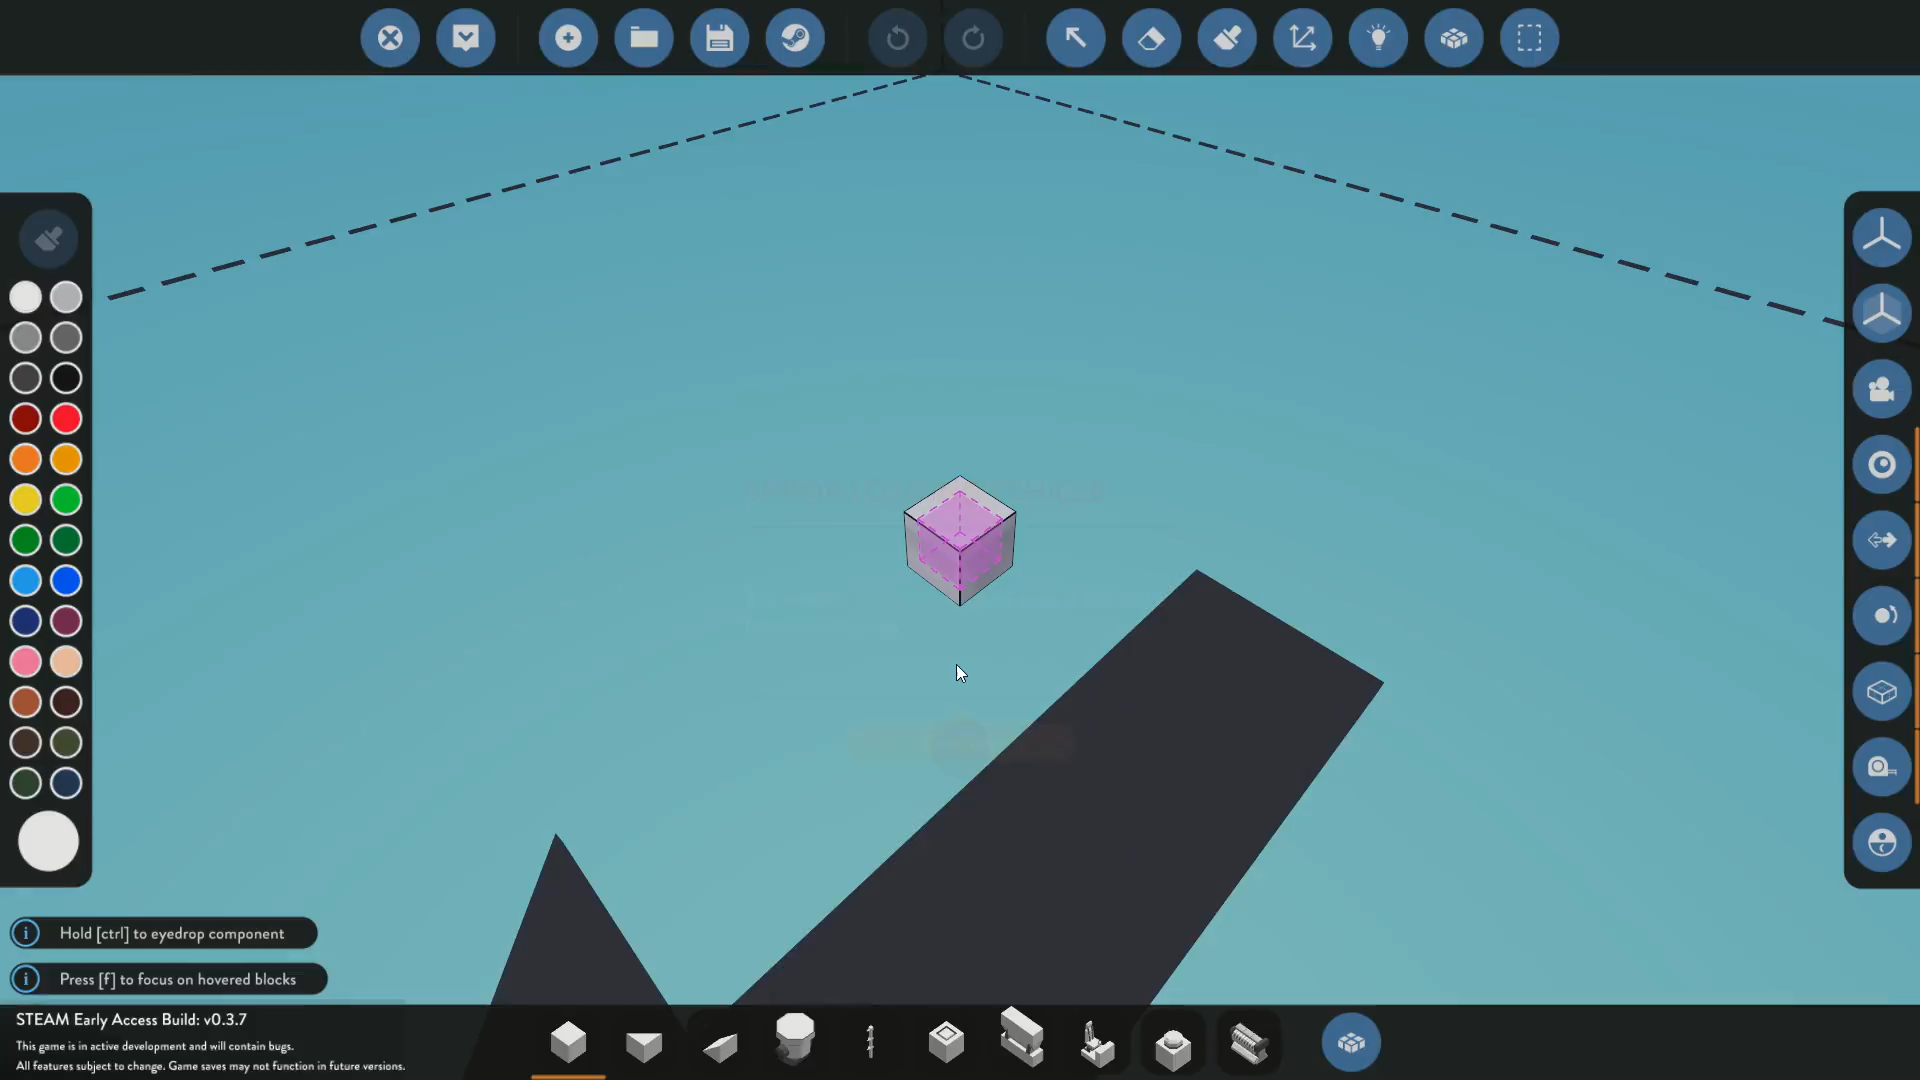 Hold [ctrl] to eyedrop component
Press [f] to focus on hovered blocks
STEAM Early Access Build: v0.3.7
This game is in active development and will contain bugs.
All features subject to change. Game saves may not function in future versions.